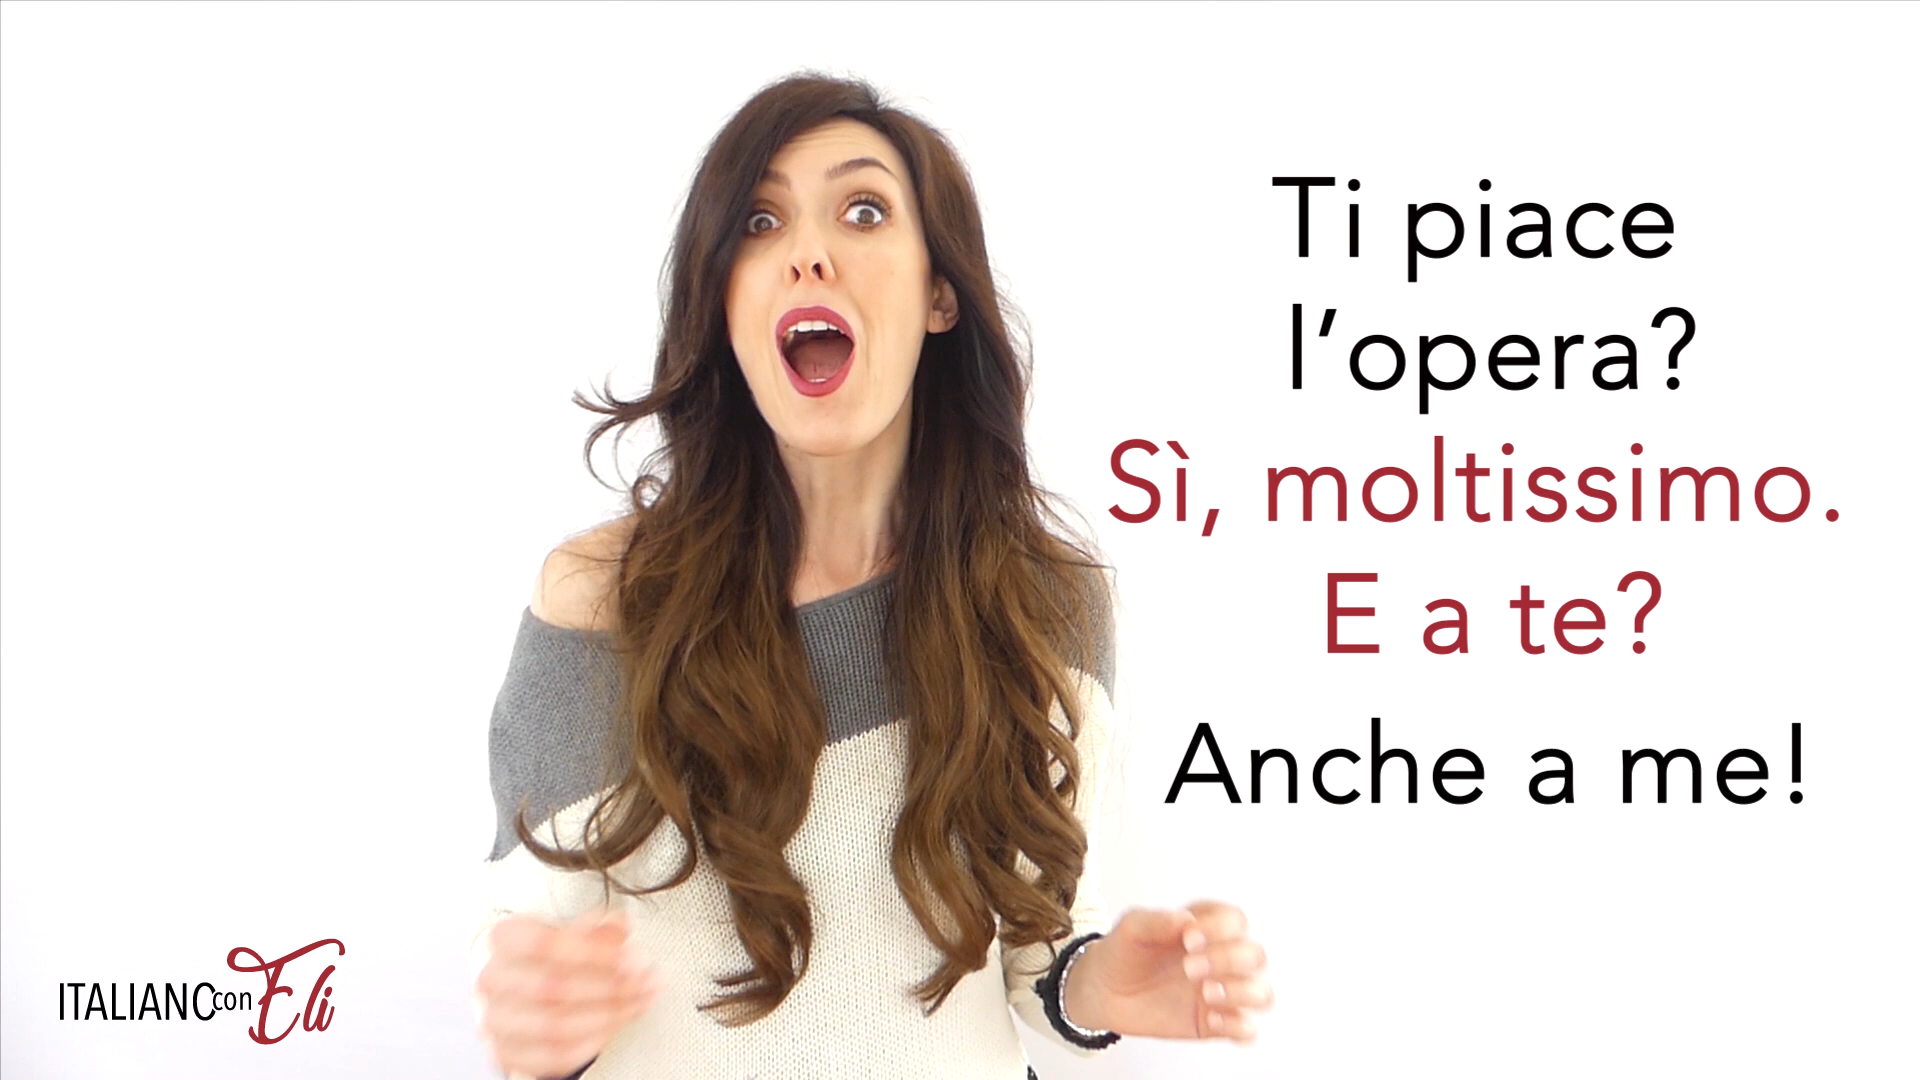 Ti piace
l'opera?
Sì, moltissimo.
E a te?
Anche a me!
ITALIANO con Eli